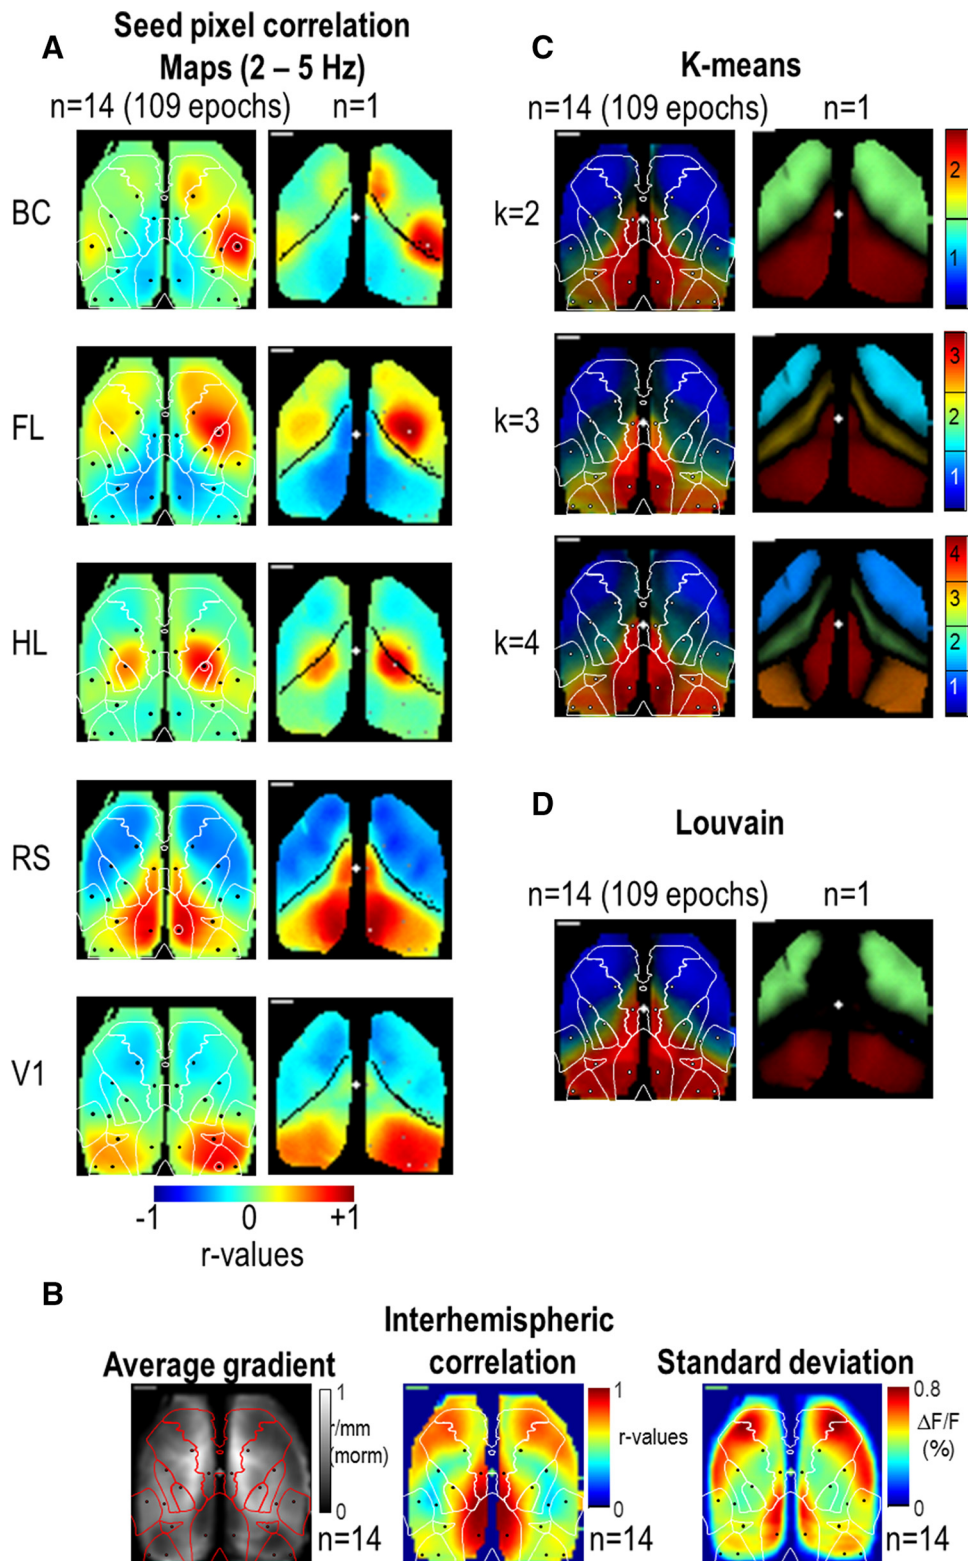 A
Seed pixel correlation
Maps (2 – 5 Hz)
n=14 (109 epochs) n=1
BC
FL
HL
RS
V1
-1 0 +1
r-values
C
K-means
n=14 (109 epochs) n=1
k=2
2
1
k=3
3
2
1
k=4
4
3
2
1
D
Louvain
n=14 (109 epochs) n=1
B
Average gradient
1
r/mm
(morm)
0
n=14
Interhemispheric
correlation
1
r-values
0
n=14
Standard deviation
0.8
ΔF/F
(%)
0
n=14